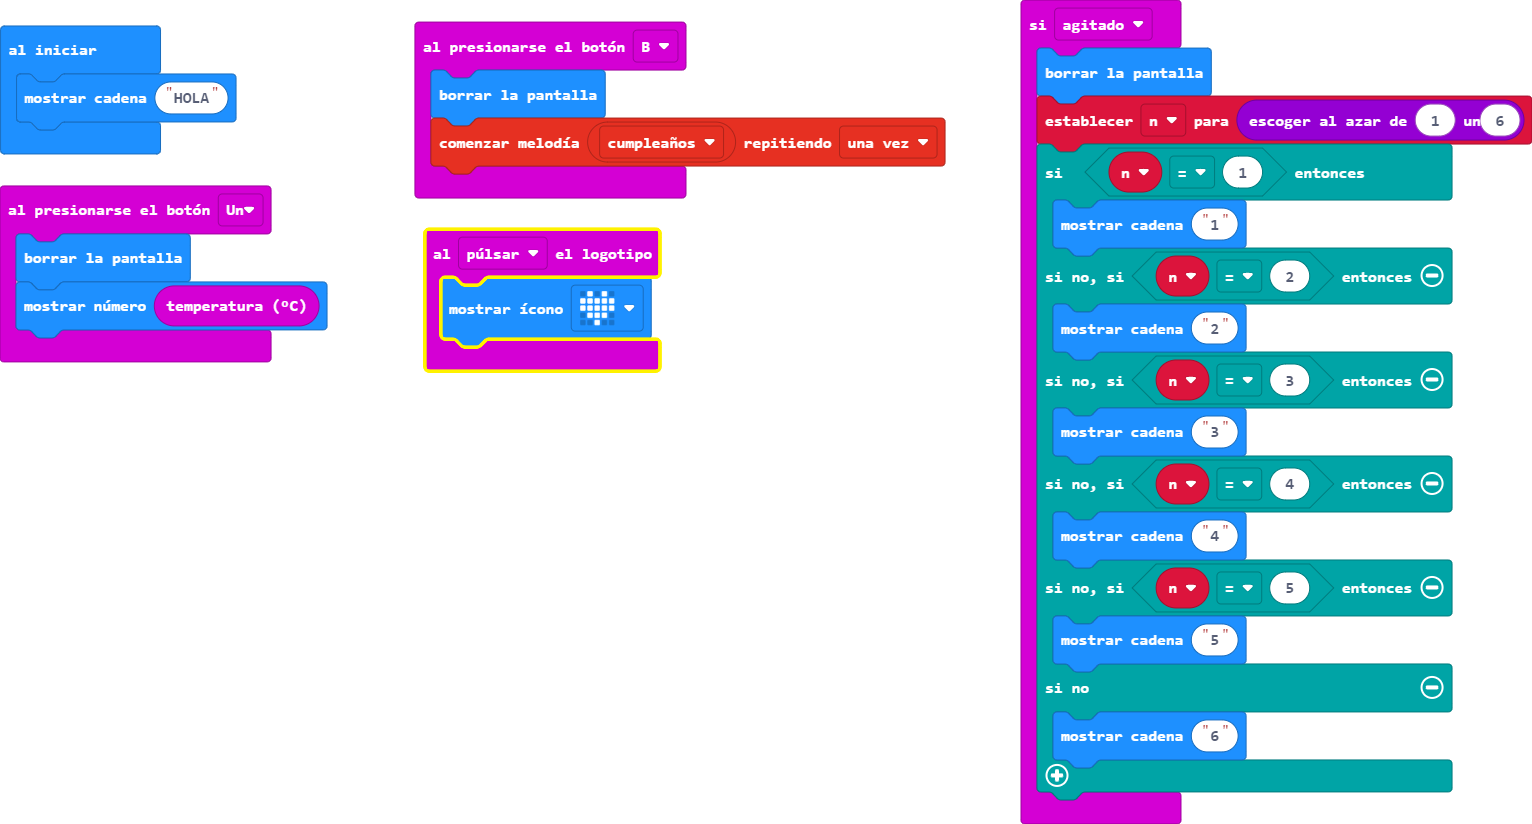 al iniciar
mostrar cadena "HOLA"
al presionarse el botón Un
borrar la pantalla
mostrar número temperatura (ºC)
al presionarse el botón B
borrar la pantalla
comenzar melodía cumpleaños repitiendo una vez
al púlsar el logotipo
mostrar ícono
si agitado
borrar la pantalla
establecer n para escoger al azar de 1 un 6
si n = 1 entonces
mostrar cadena "1"
si no, si n = 2 entonces
mostrar cadena "2"
si no, si n = 3 entonces
mostrar cadena "3"
si no, si n = 4 entonces
mostrar cadena "4"
si no, si n = 5 entonces
mostrar cadena "5"
si no
mostrar cadena "6"